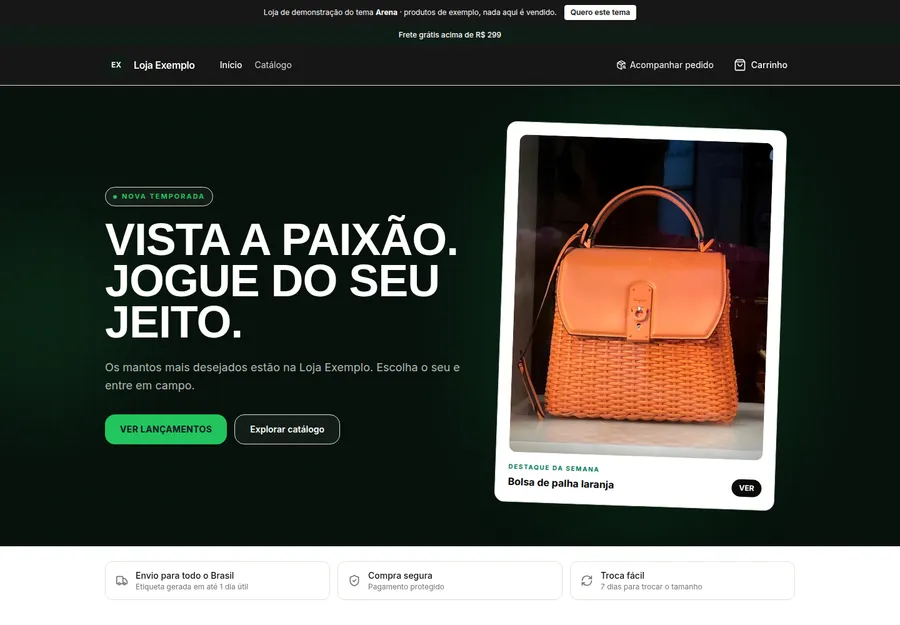 Loja de demonstração do tema Arena · produtos de exemplo, nada aqui é vendido. Quero este tema
Frete grátis acima de R$ 299
EX Loja Exemplo Início Catálogo Acompanhar pedido Carrinho
NOVA TEMPORADA
VISTA A PAIXÃO.
JOGUE DO SEU
JEITO.
Os mantos mais desejados estão na Loja Exemplo. Escolha o seu e
entre em campo.
VER LANÇAMENTOS Explorar catálogo
DESTAQUE DA SEMANA
Bolsa de palha laranja
VER
Envio para todo o Brasil
Etiqueta gerada em até 1 dia útil
Compra segura
Pagamento protegido
Troca fácil
7 dias para trocar o tamanho